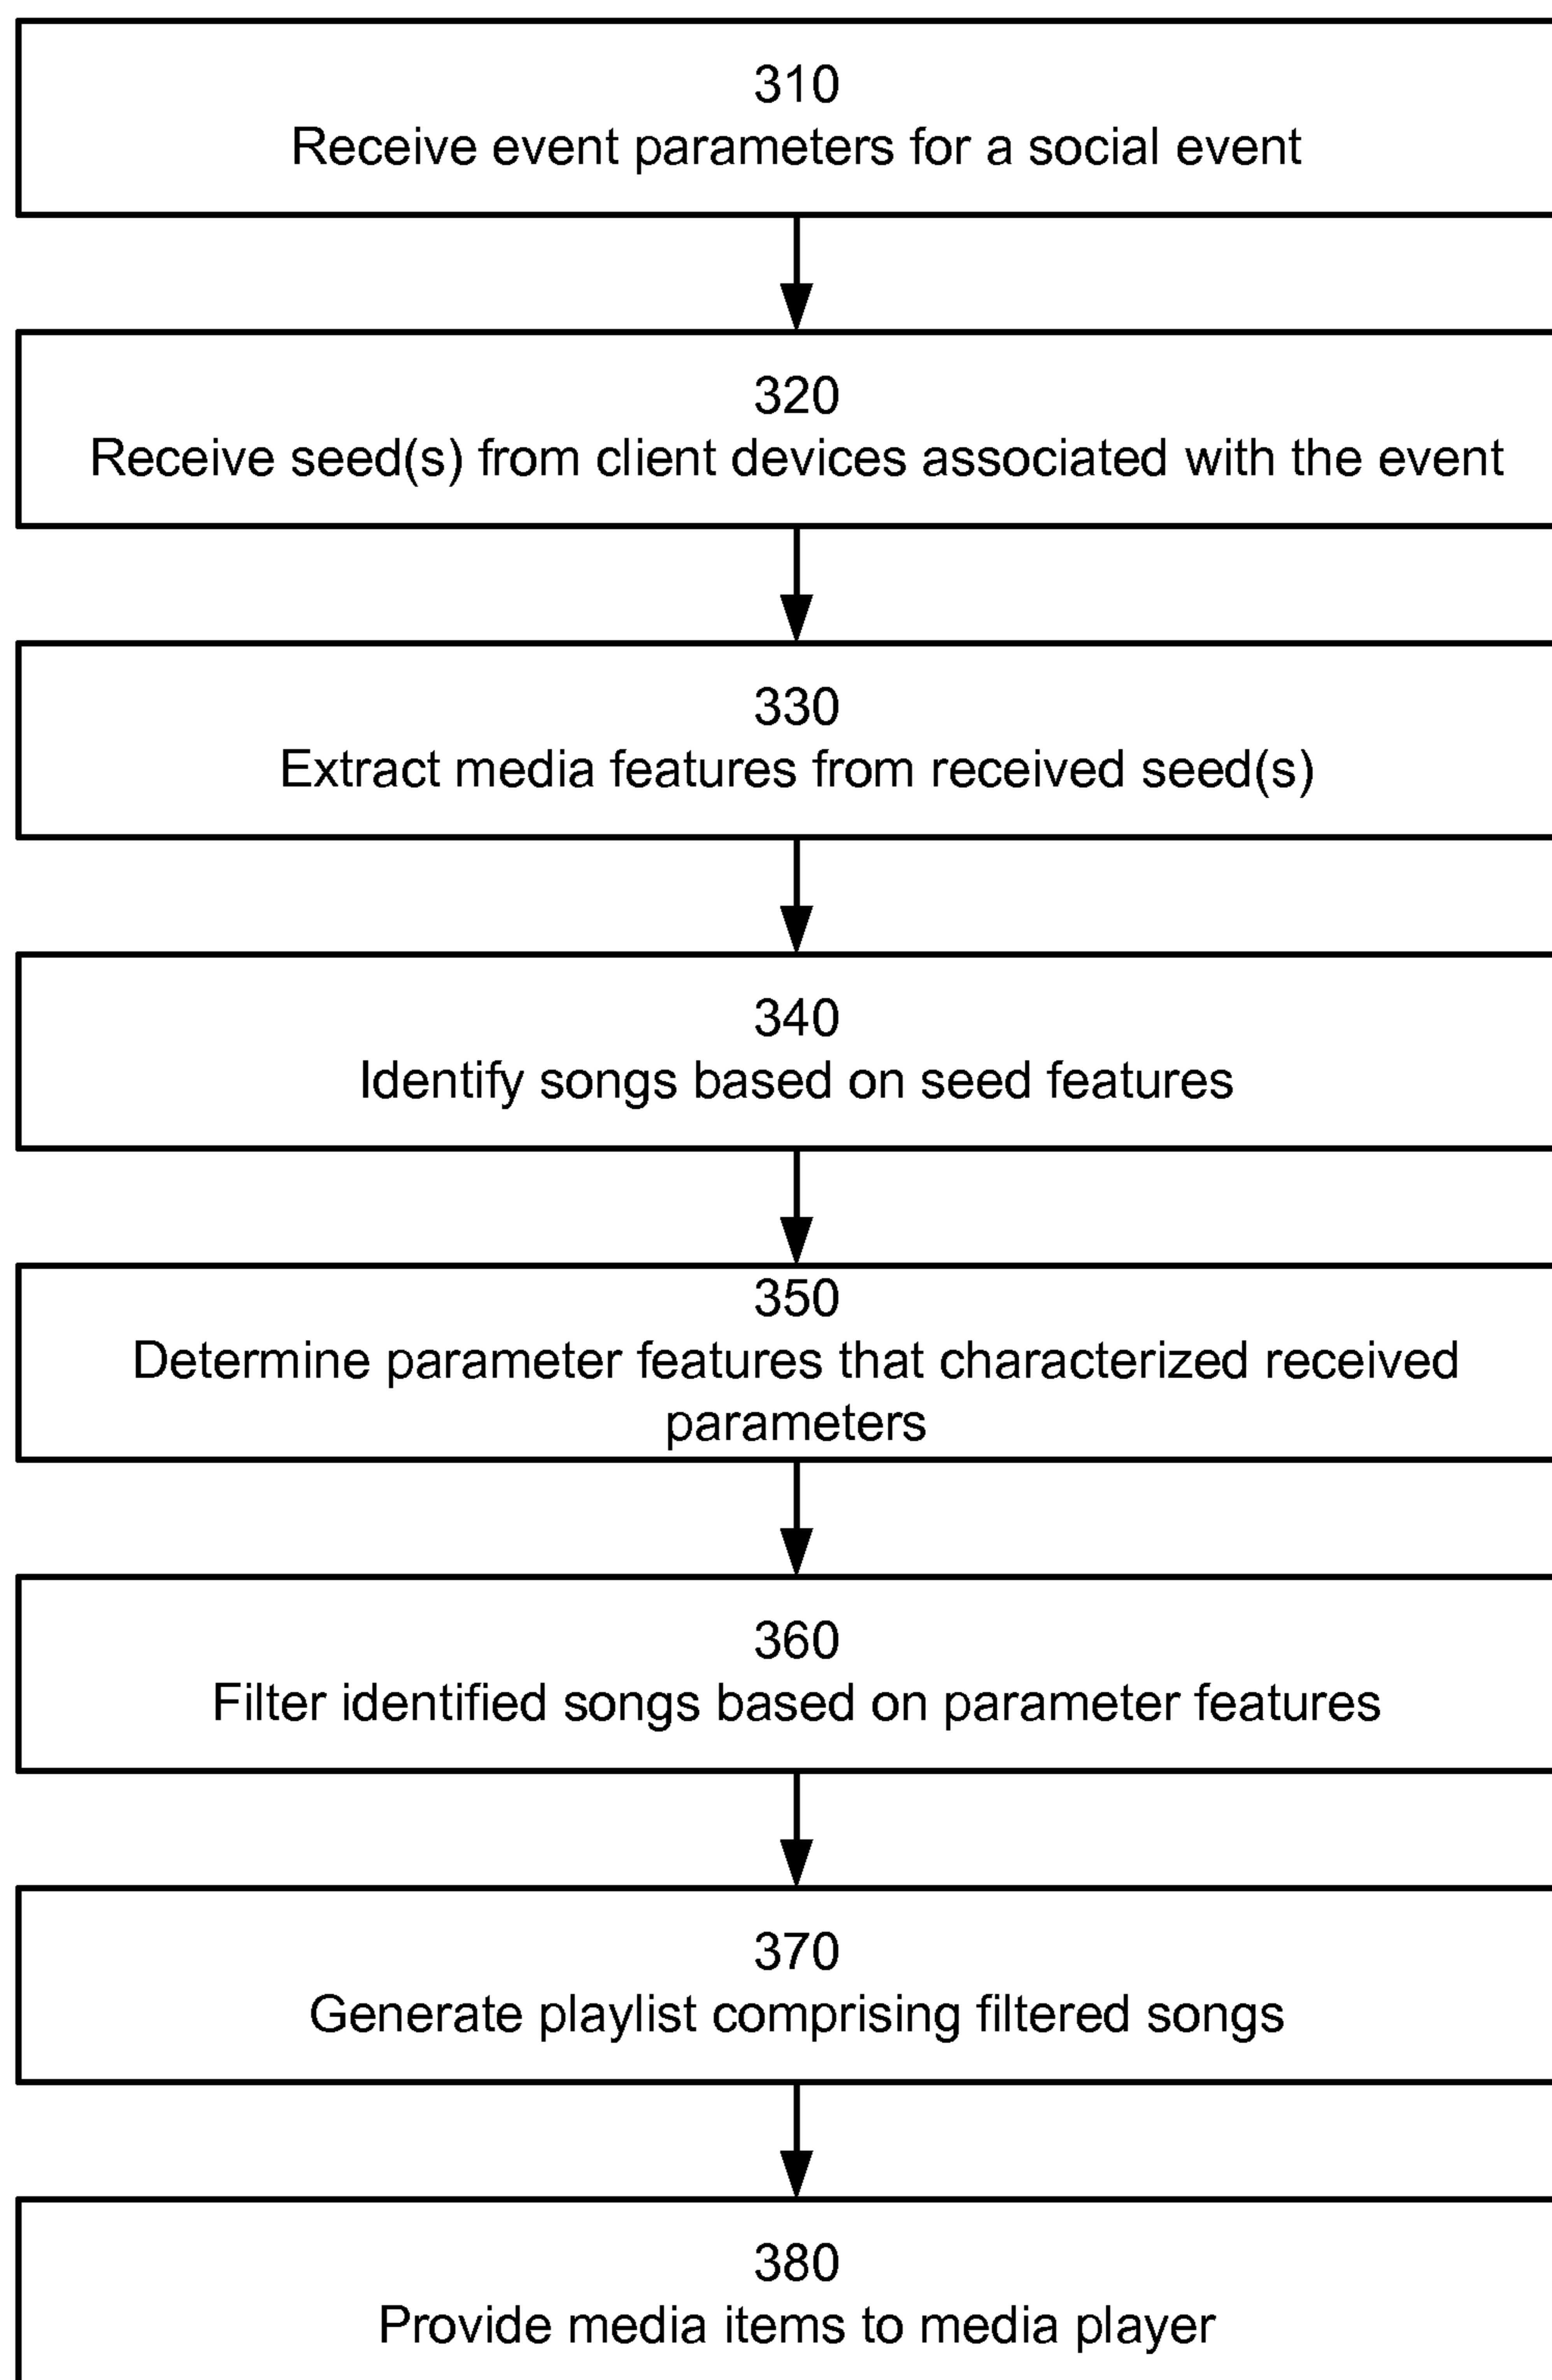 310
Receive event parameters for a social event
320
Receive seed(s) from client devices associated with the event
330
Extract media features from received seed(s)
340
Identify songs based on seed features
350
Determine parameter features that characterized received
parameters
360
Filter identified songs based on parameter features
370
Generate playlist comprising filtered songs
380
Provide media items to media player